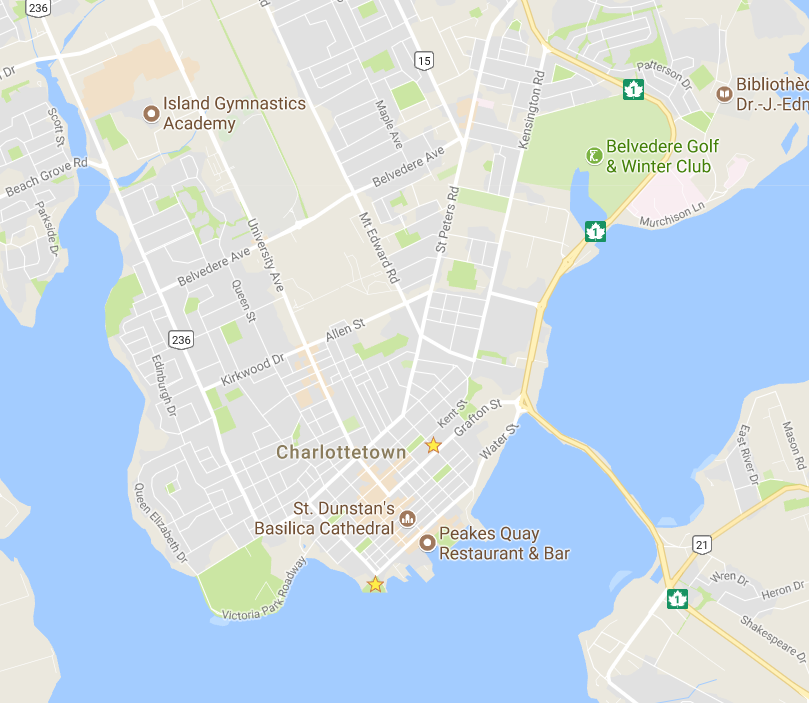 236
d
Dr
15
Island Gymnastics
Academy
Scott St
Maple Ave
Kensington Rd
Patterson Dr
1
Bibliothèc
Dr.-J.-Edn
Belvedere Golf
& Winter Club
Beach Grove Rd
Belvedere Ave
Parkside Dr
St Peters Rd
Murchison Ln
1
University Ave
Mt Edward Rd
Belvedere Ave
Queen St
Allen St
236
Kirkwood Dr
Edinburgh Dr
Kent St
Grafton St
Water St
Charlottetown
East River Dr
Mason Rd
Queen Elizabeth Dr
St. Dunstan's
Basilica Cathedral
Peakes Quay
Restaurant & Bar
21
Victoria Park Roadway
Wren Dr
Heron Dr
1
Shakespeare Dr